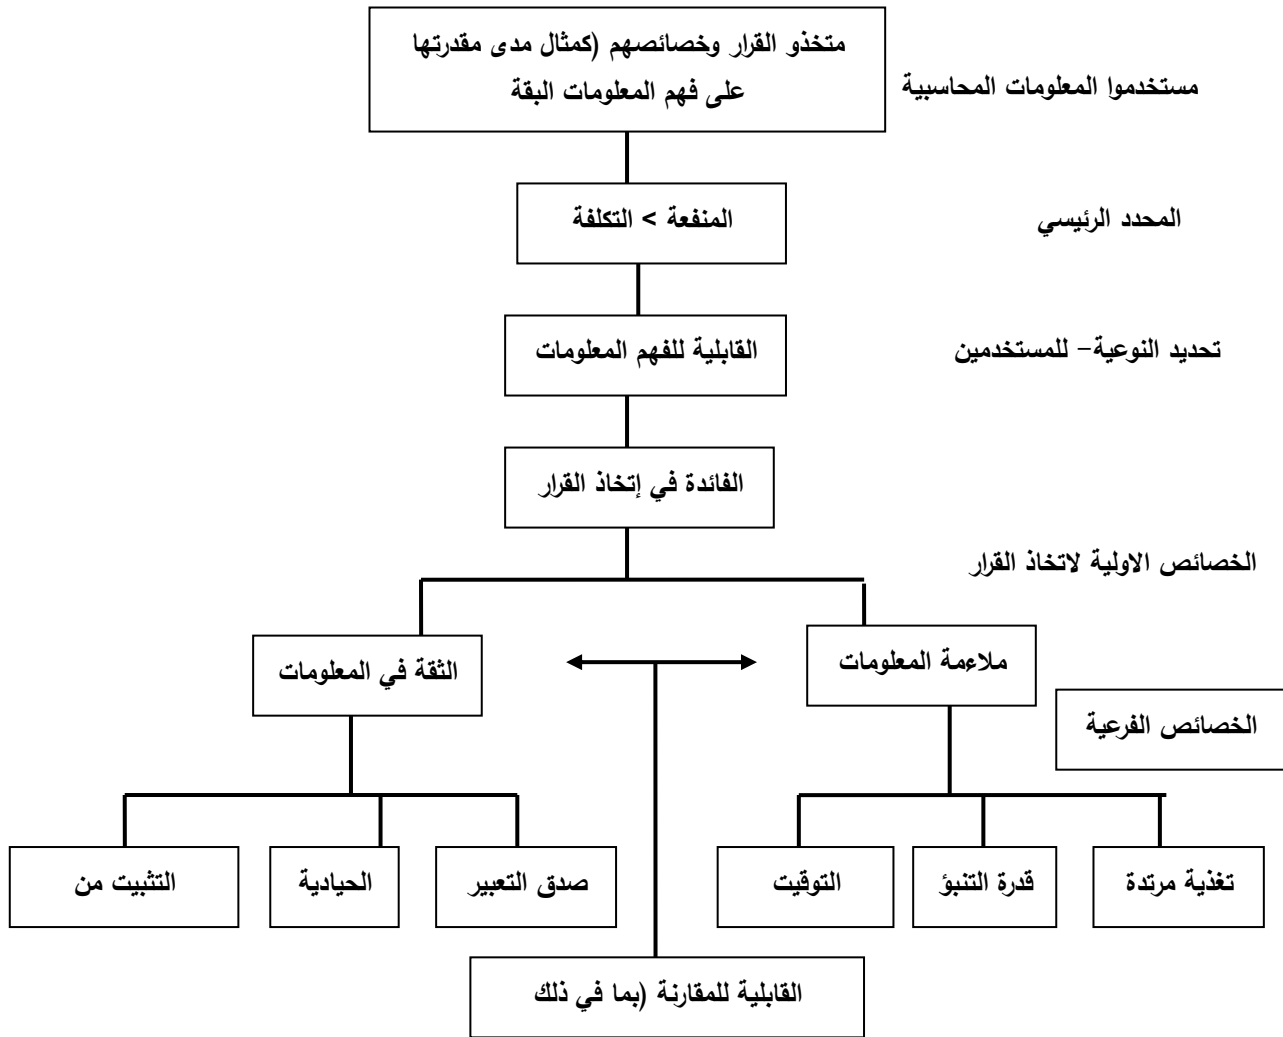 متخذو القرار وخصائصهم (كمثال مدى مقدرتها
على فهم المعلومات البقة
مستخدموا المعلومات المحاسبية
المنفعة > التكلفة
المحدد الرئيسي
القابلية للفهم المعلومات
تحديد النوعية– للمستخدمين
الفائدة في إتخاذ القرار
الخصائص الاولية لاتخاذ القرار
ملاءمة المعلومات
الثقة في المعلومات
الخصائص الفرعية
تغذية مرتدة
قدرة التنبؤ
التوقيت
صدق التعبير
الحيادية
التثبيت من
القابلية للمقارنة (بما في ذلك